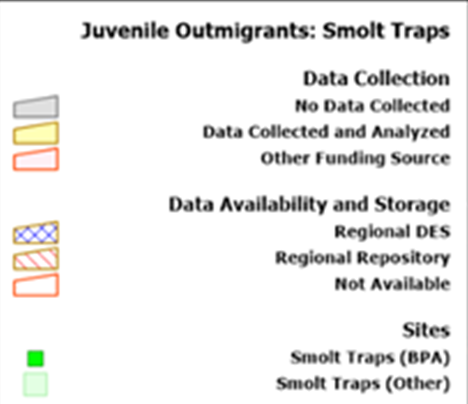 Juvenile Outmigrants: Smolt Traps
Data Collection
No Data Collected
Data Collected and Analyzed
Other Funding Source
Data Availability and Storage
Regional DES
Regional Repository
Not Available
Sites
Smolt Traps (BPA)
Smolt Traps (Other)